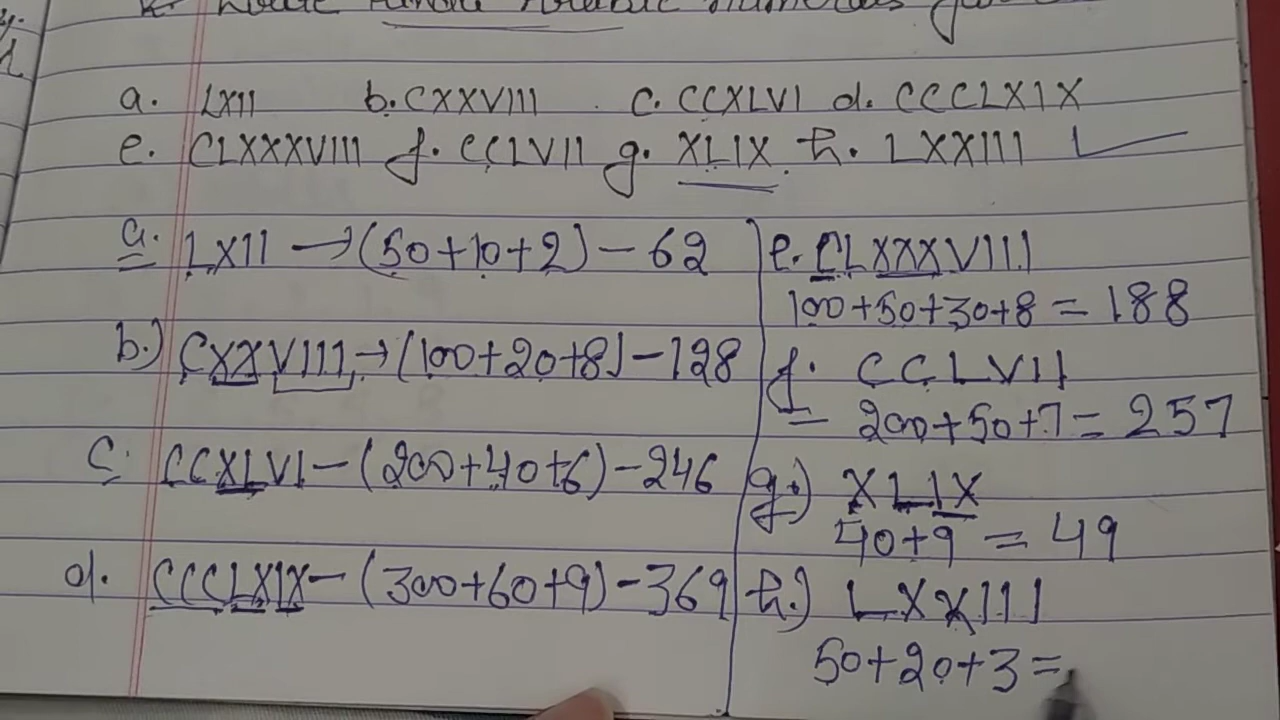 numerals
a. LXII b. CXXVIII . c. CCXLVI d. CCCLXIX
e. CLXXXVIII f. CCLVII g. XLIX h. LXXIII
a. LXII → (50+10+2) - 62
b.) CXXVIII → (100+20+8) - 128
c. CCXLVI - (200+40+6) - 246
d. CCCLXIX - (300+60+9) - 369
e. CLXXXVIII
100+50+30+8 = 188
f. CCLVII
200+50+7 = 257
g.) XLIX
40+9 = 49
h.) LXXIII
50+20+3 =